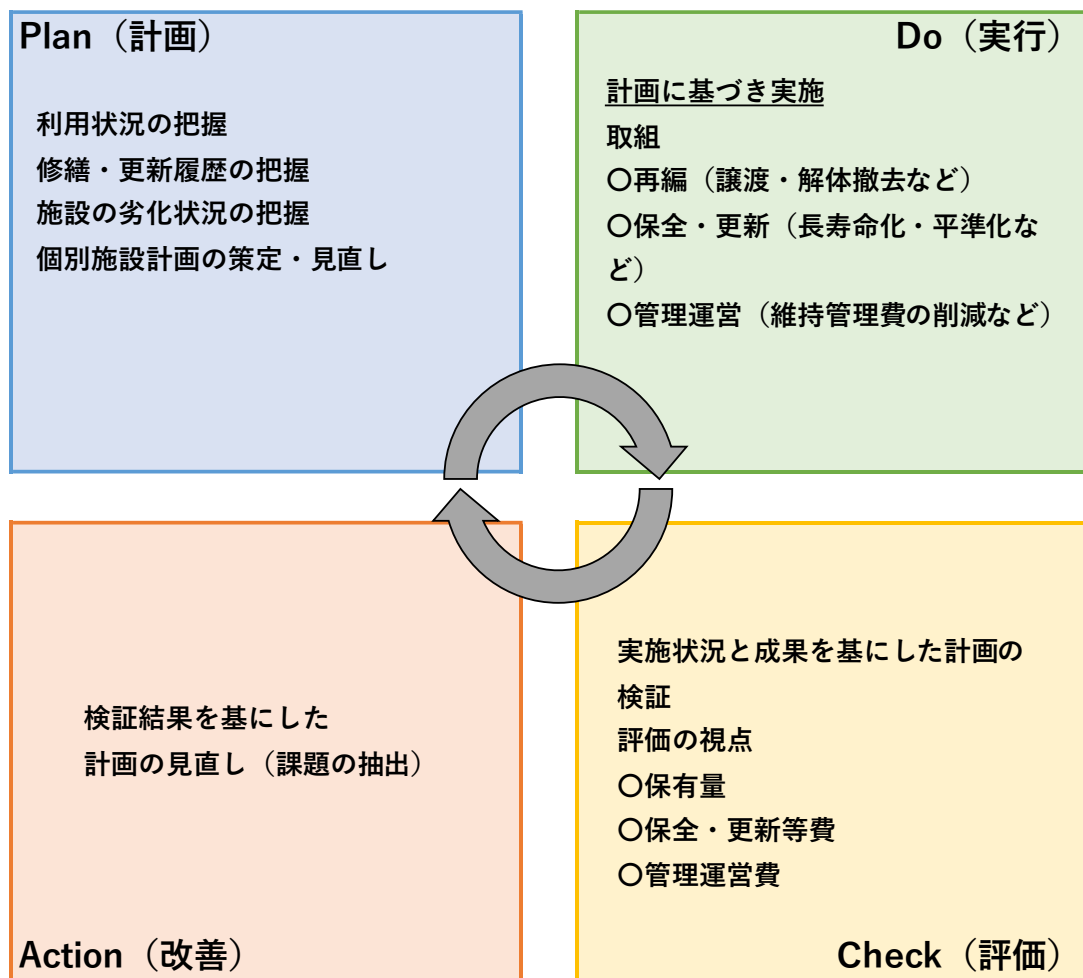 Plan（計画）
利用状況の把握
修繕・更新履歴の把握
施設の劣化状況の把握
個別施設計画の策定・見直し
Do（実行）
計画に基づき実施
取組
〇再編（譲渡・解体撤去など）
〇保全・更新（長寿命化・平準化な
ど）
〇管理運営（維持管理費の削減など）
検証結果を基にした
計画の見直し（課題の抽出）
Action（改善）
実施状況と成果を基にした計画の
検証
評価の視点
〇保有量
〇保全・更新等費
〇管理運営費
Check（評価）